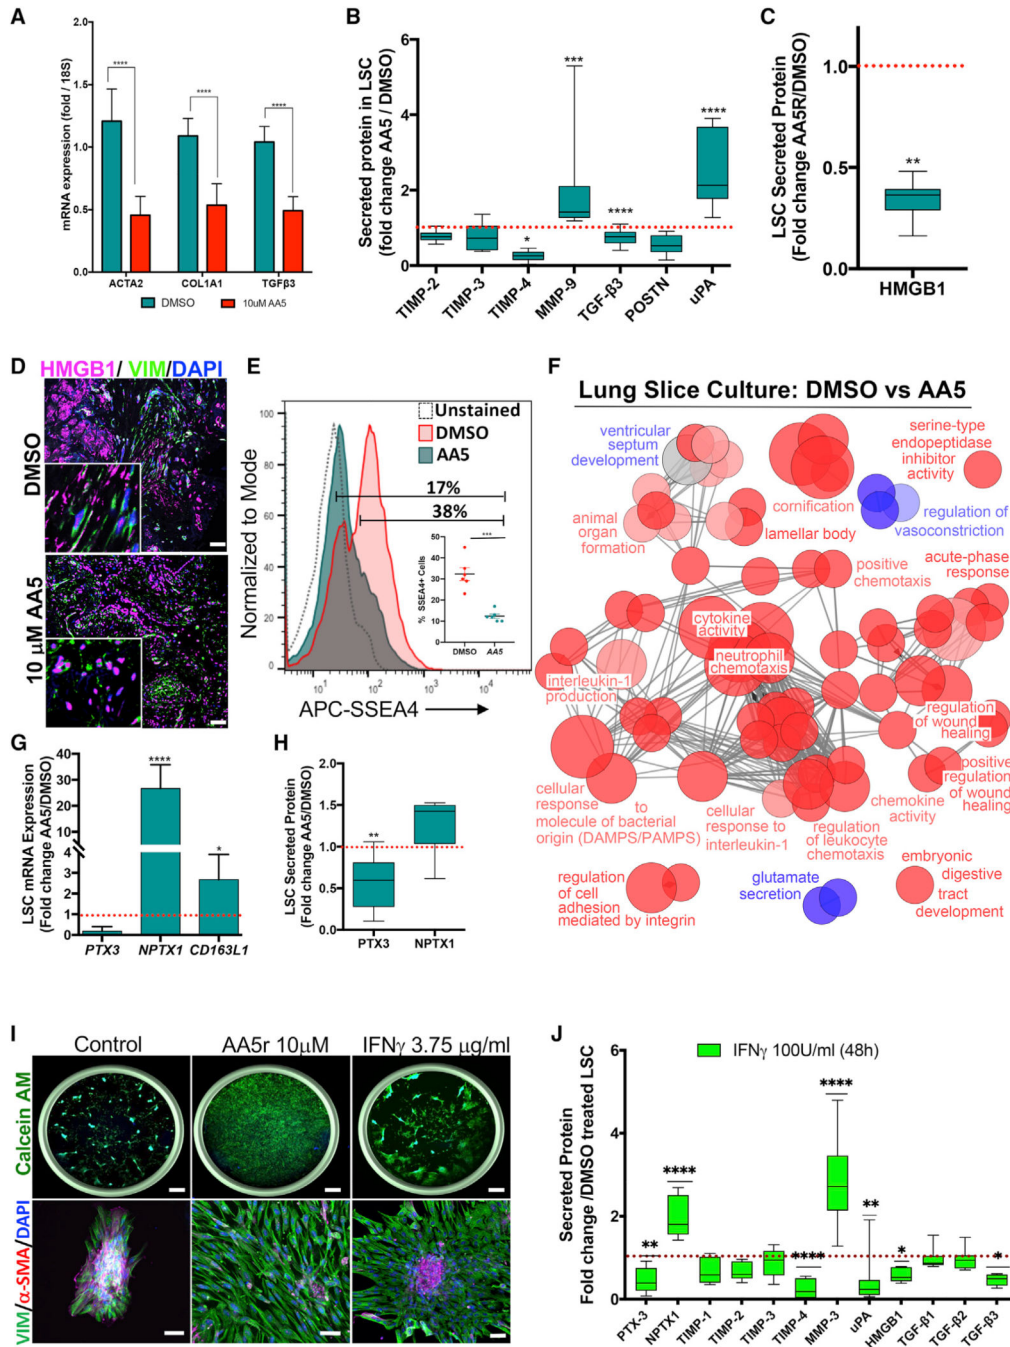 A
mRNA expression (fold / 18S)
2.0
1.5
1.0
0.5
0.0
****
****
****
ACTA2
COL1A1
TGFβ3
DMSO
10uM AA5
B
Secreted protein in LSC
(fold change AA5 / DMSO)
6
4
2
0
*
***
****
****
TIMP-2
TIMP-3
TIMP-4
MMP-9
TGF-β3
POSTN
uPA
C
LSC Secreted Protein
(Fold change AA5R/DMSO)
1.0
0.5
0.0
**
HMGB1
D
HMGB1/ VIM/DAPI
DMSO
10 μM AA5
E
Normalized to Mode
100
80
60
40
20
0
Unstained
DMSO
AA5
17%
38%
% SSEA4+ Cells
50
40
30
20
10
0
***
DMSO
AA5
10¹
10²
10³
10⁴
APC-SSEA4
F
Lung Slice Culture: DMSO vs AA5
ventricular
septum
development
serine-type
endopeptidase
inhibitor
activity
cornification
regulation of
vasoconstriction
animal
organ
formation
lamellar body
positive
chemotaxis
acute-phase
response
cytokine
activity
neutrophil
chemotaxis
interleukin-1
production
regulation
of wound
healing
positive
regulation
of wound
healing
chemokine
activity
cellular
response to
molecule of bacterial
origin (DAMPS/PAMPS)
cellular
response to
interleukin-1
regulation
of leukocyte
chemotaxis
regulation
of cell
adhesion
mediated by integrin
glutamate
secretion
embryonic
digestive
tract
development
G
LSC mRNA Expression
(Fold change AA5/DMSO)
40
30
20
10
4
3
2
1
0
****
*
PTX3
NPTX1
CD163L1
H
LSC Secreted Protein
(Fold change AA5/DMSO)
2.0
1.5
1.0
0.5
0.0
**
PTX3
NPTX1
I
Control
AA5r 10μM
IFNγ 3.75 μg/ml
Calcein AM
VIM/α-SMA/DAPI
J
Secreted Protein
Fold change /DMSO treated LSC
6
4
2
0
IFNγ 100U/ml (48h)
**
****
****
****
**
*
*
PTX-3
NPTX1
TIMP-1
TIMP-2
TIMP-3
TIMP-4
MMP-3
uPA
HMGB1
TGF-β1
TGF-β2
TGF-β3